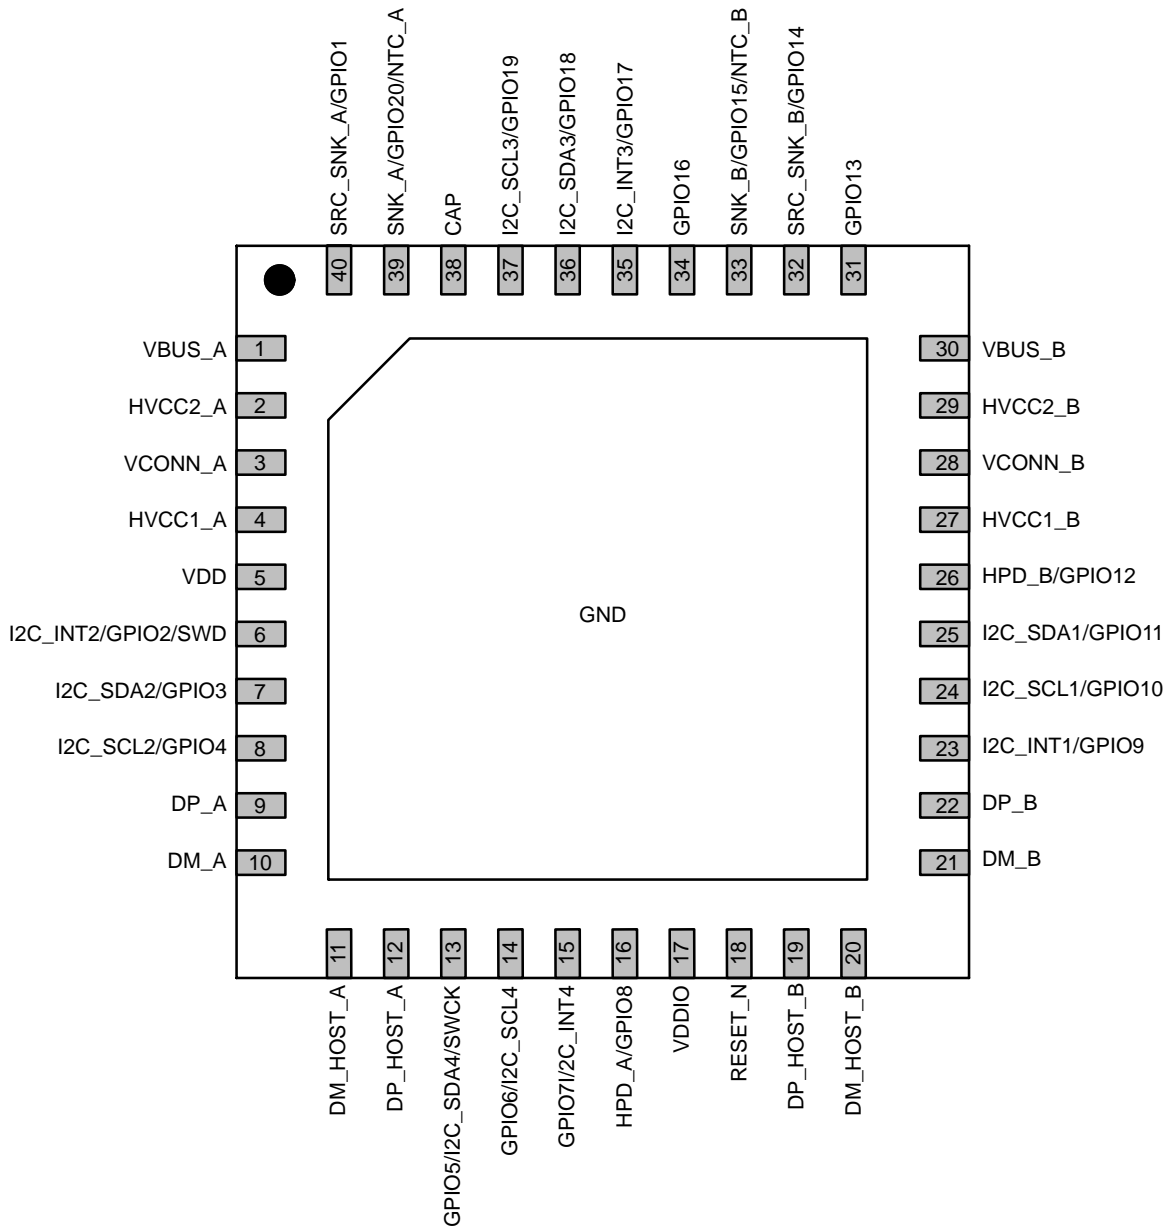 SRC_SNK_A/GPIO1
SNK_A/GPIO20/NTC_A
CAP
I2C_SCL3/GPIO19
I2C_SDA3/GPIO18
I2C_INT3/GPIO17
GPIO16
SNK_B/GPIO15/NTC_B
SRC_SNK_B/GPIO14
GPIO13
40
39
38
37
36
35
34
33
32
31
VBUS_A 1
30 VBUS_B
HVCC2_A 2
29 HVCC2_B
VCONN_A 3
28 VCONN_B
HVCC1_A 4
27 HVCC1_B
VDD 5
26 HPD_B/GPIO12
GND
I2C_INT2/GPIO2/SWD 6
25 I2C_SDA1/GPIO11
I2C_SDA2/GPIO3 7
24 I2C_SCL1/GPIO10
I2C_SCL2/GPIO4 8
23 I2C_INT1/GPIO9
DP_A 9
22 DP_B
DM_A 10
21 DM_B
11
12
13
14
15
16
17
18
19
20
DM_HOST_A
DP_HOST_A
GPIO5/I2C_SDA4/SWCK
GPIO6/I2C_SCL4
GPIO7I/2C_INT4
HPD_A/GPIO8
VDDIO
RESET_N
DP_HOST_B
DM_HOST_B